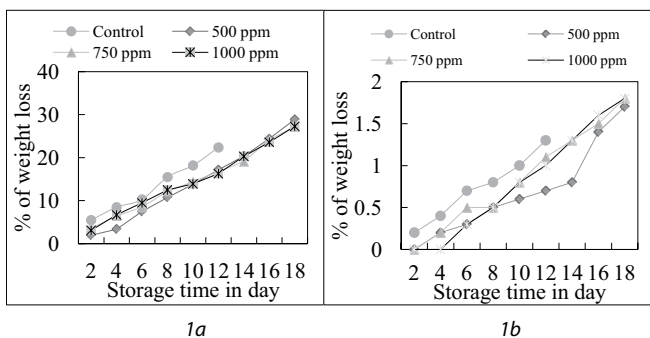 Control
500 ppm
750 ppm
1000 ppm
% of weight loss
40
30
20
10
0
2 4 6 8 10 12 14 16 18
Storage time in day
1a
Control
500 ppm
750 ppm
1000 ppm
% of weight loss
2
1.5
1
0.5
0
2 4 6 8 10 12 14 16 18
Storage time in day
1b